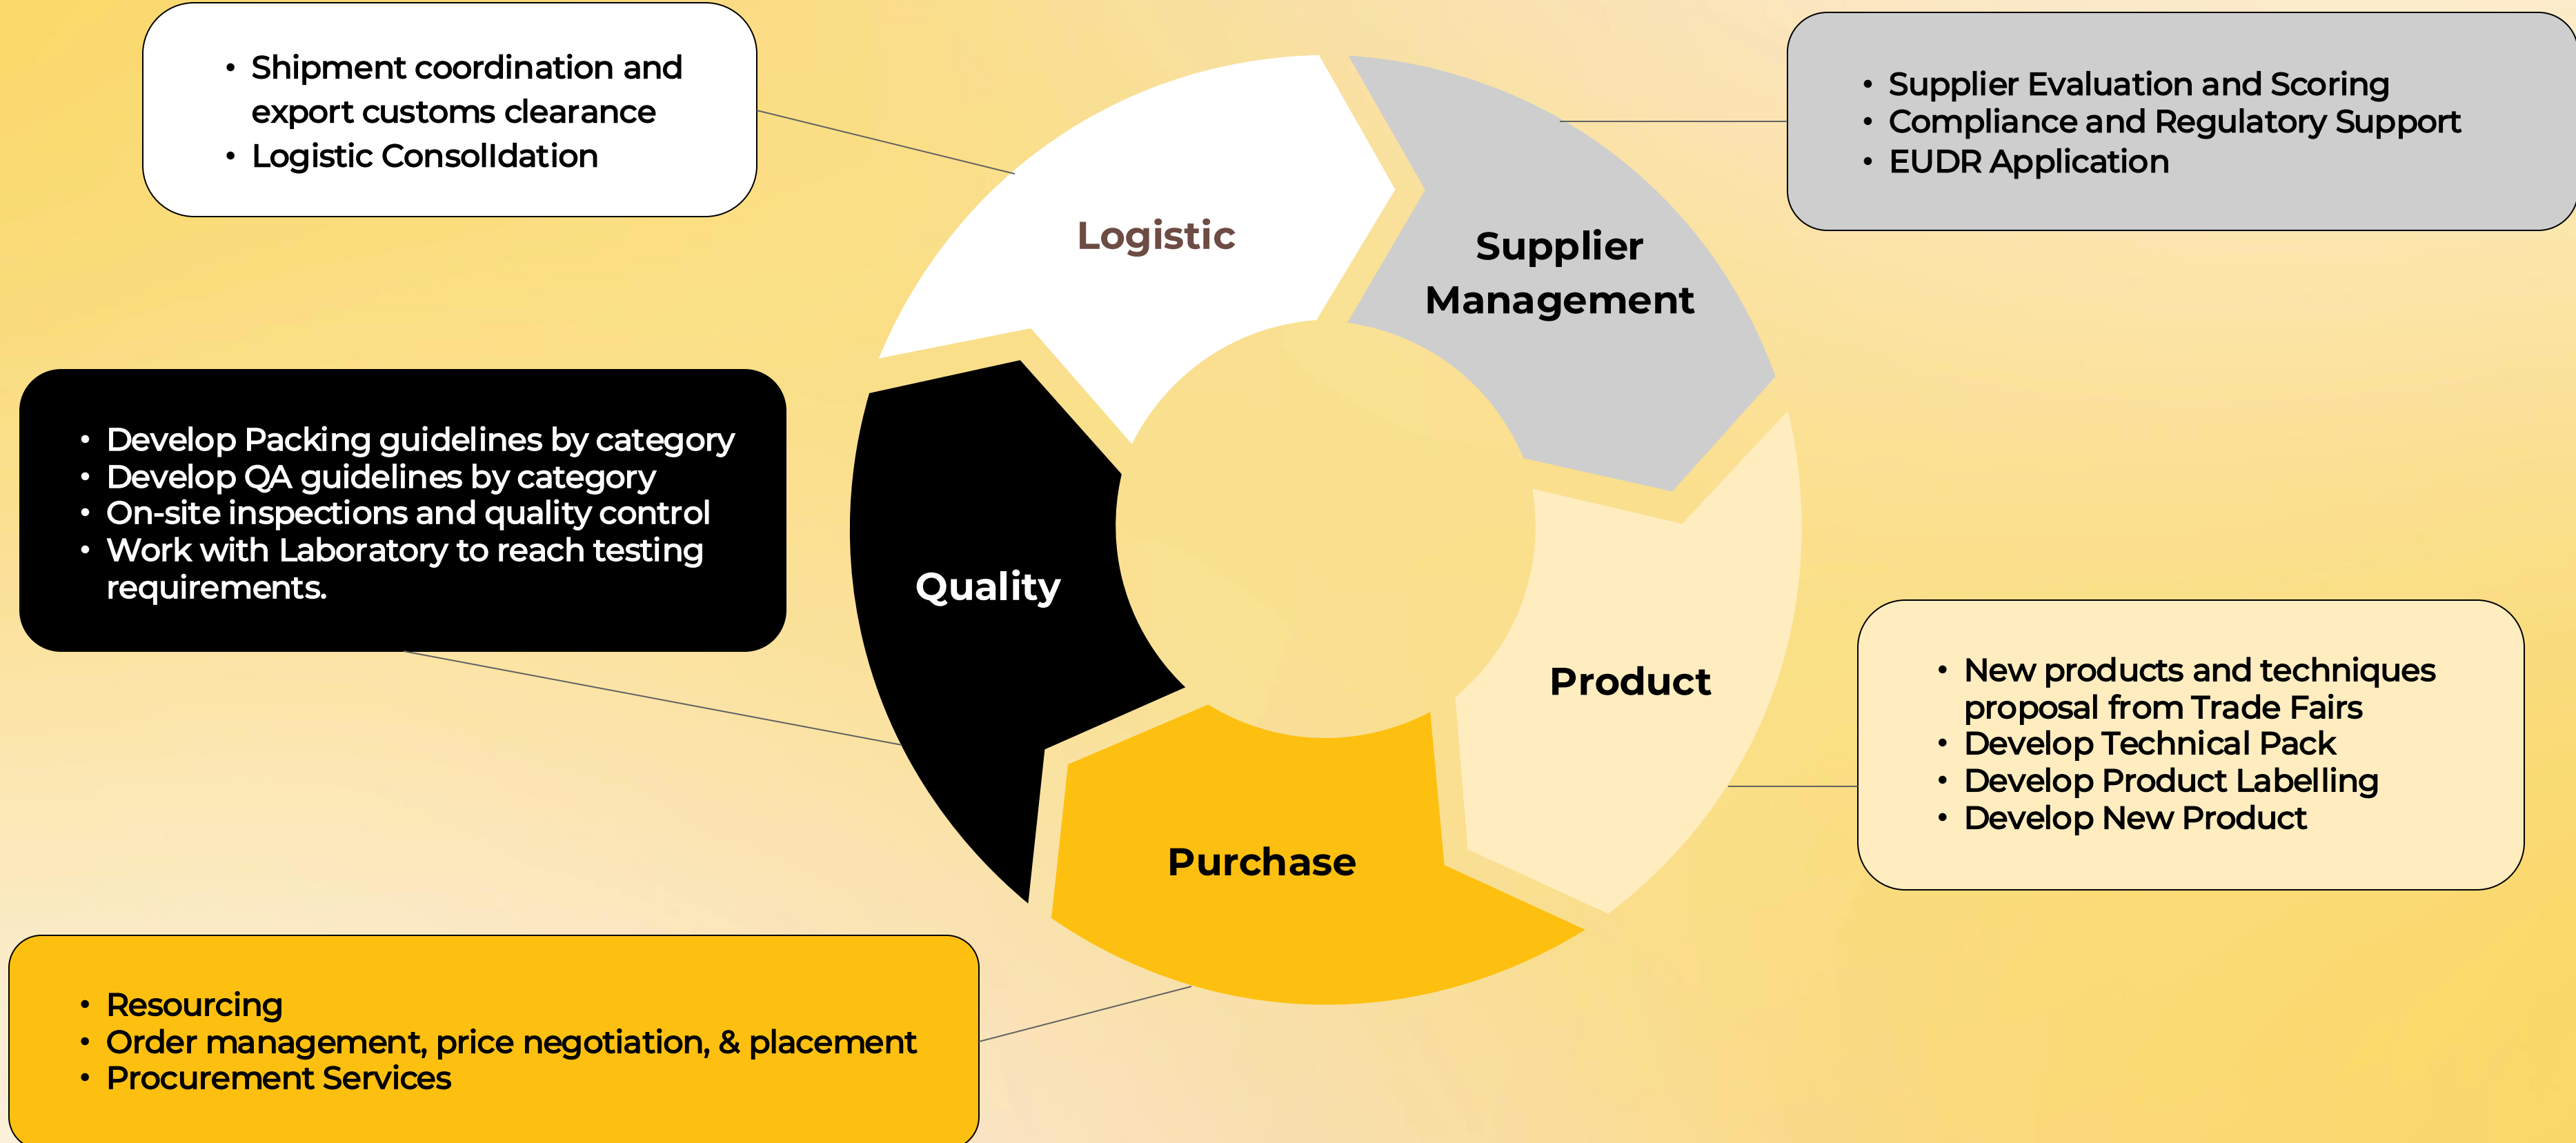 • Shipment coordination and
export customs clearance
• Logistic ConsolIdation
• Supplier Evaluation and Scoring
• Compliance and Regulatory Support
• EUDR Application
Logistic
Supplier
Management
• Develop Packing guidelines by category
• Develop QA guidelines by category
• On-site inspections and quality control
• Work with Laboratory to reach testing
requirements.
Quality
Product
• New products and techniques
proposal from Trade Fairs
• Develop Technical Pack
• Develop Product Labelling
• Develop New Product
Purchase
• Resourcing
• Order management, price negotiation, & placement
• Procurement Services